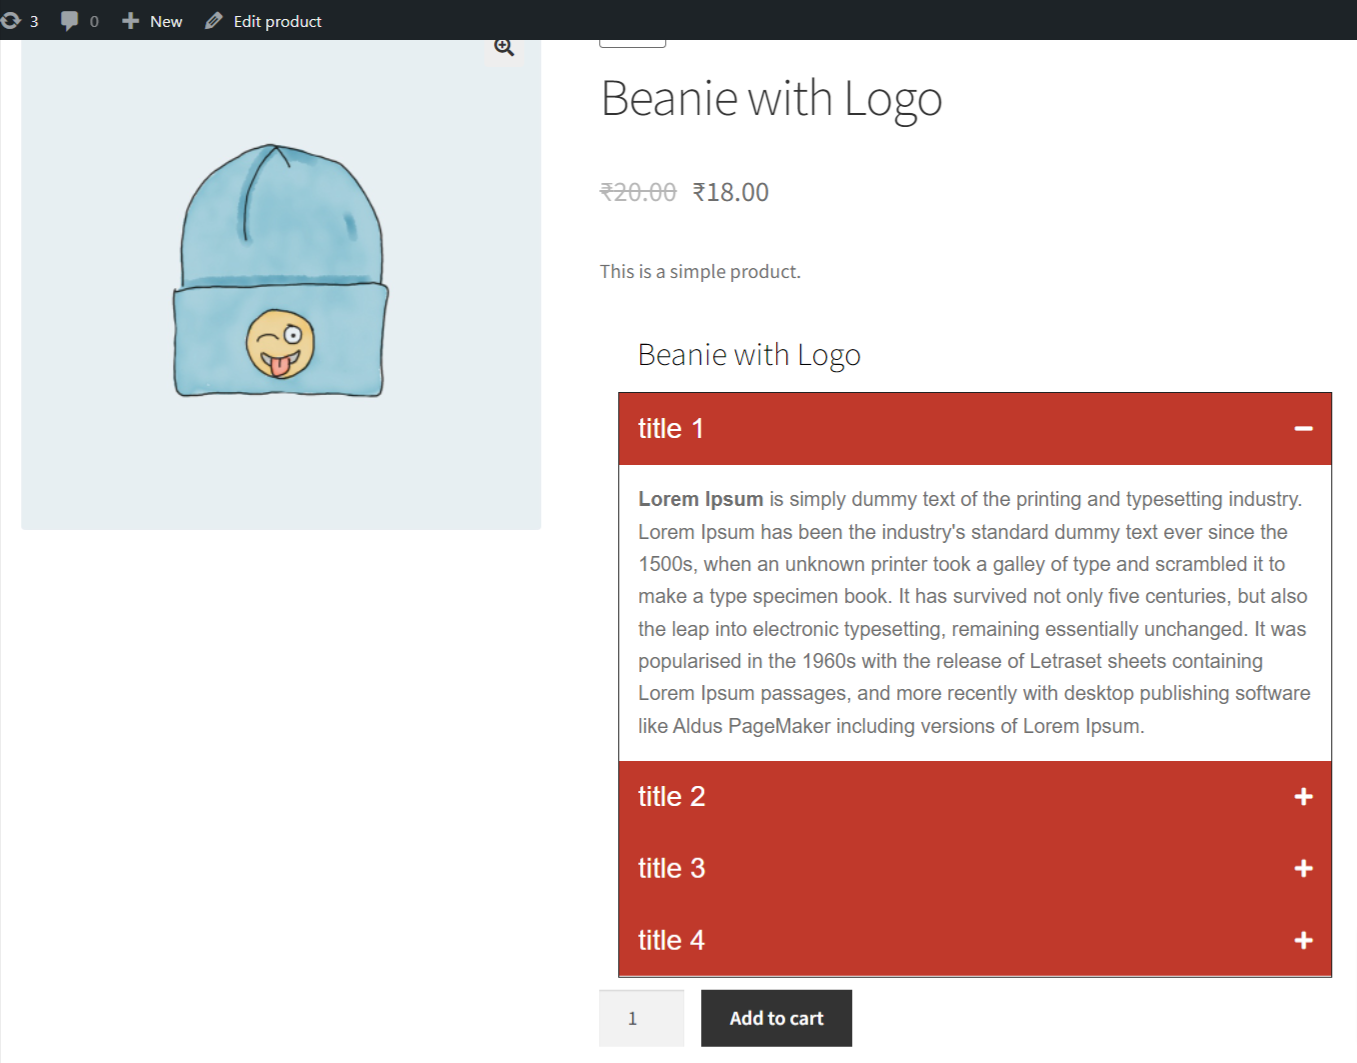 3 0 New Edit product
Beanie with Logo
₹20.00 ₹18.00
This is a simple product.
Beanie with Logo
title 1
Lorem Ipsum is simply dummy text of the printing and typesetting industry.
Lorem Ipsum has been the industry's standard dummy text ever since the
1500s, when an unknown printer took a galley of type and scrambled it to
make a type specimen book. It has survived not only five centuries, but also
the leap into electronic typesetting, remaining essentially unchanged. It was
popularised in the 1960s with the release of Letraset sheets containing
Lorem Ipsum passages, and more recently with desktop publishing software
like Aldus PageMaker including versions of Lorem Ipsum.
title 2
title 3
title 4
1 Add to cart